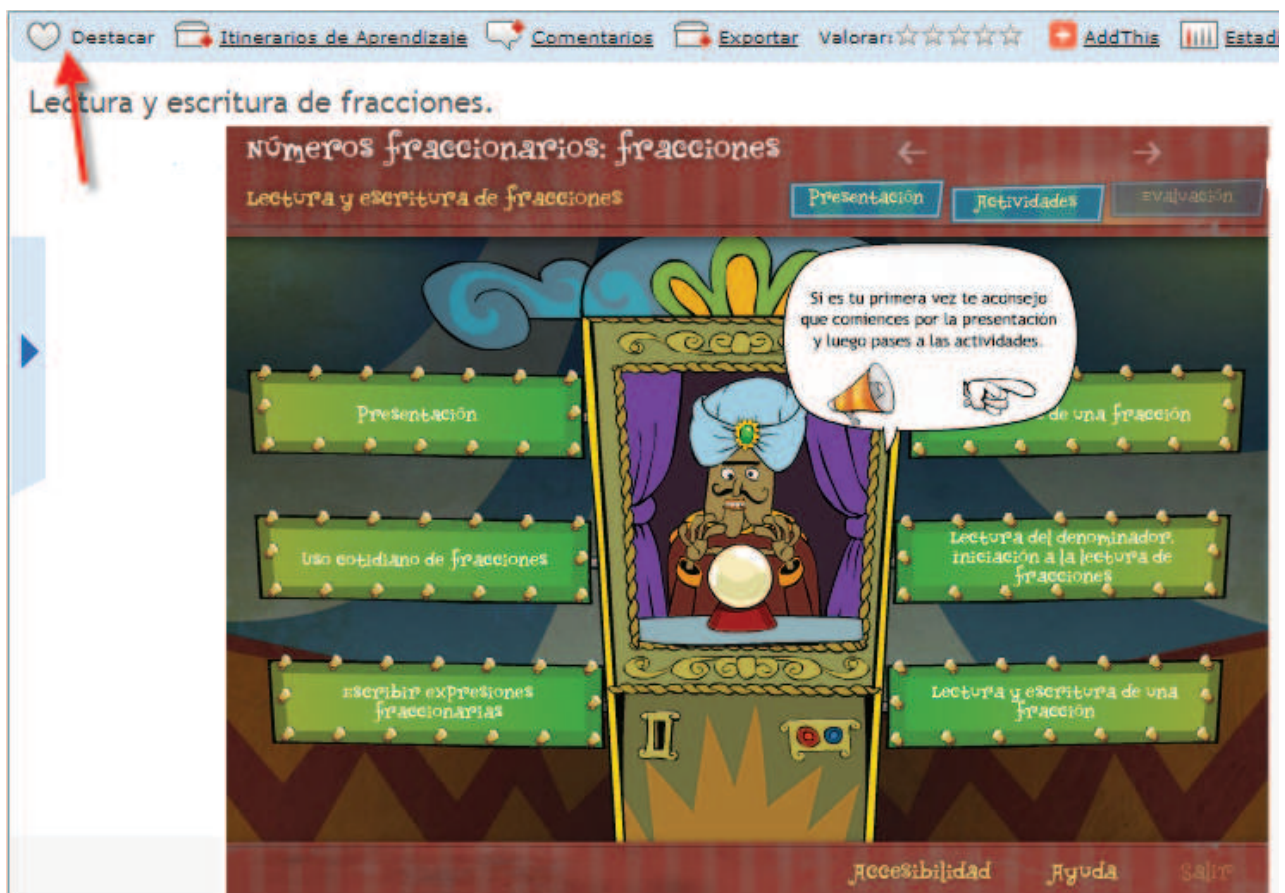 Destacar Itinerarios de Aprendizaje Comentarios Exportar Valorar: AddThis Estadi
Lectura y escritura de fracciones.
Números fraccionarios: fracciones
Lectura y escritura de fracciones
Presentación Actividades Evaluación
Si es tu primera vez te aconsejo
que comiences por la presentación
y luego pases a las actividades.
Presentación
de una fracción
Uso cotidiano de fracciones
Lectura del denominador.
iniciación a la lectura de
fracciones
Escribir expresiones
fraccionarias
Lectura y escritura de una
fracción
Accesibilidad Ayuda Salir